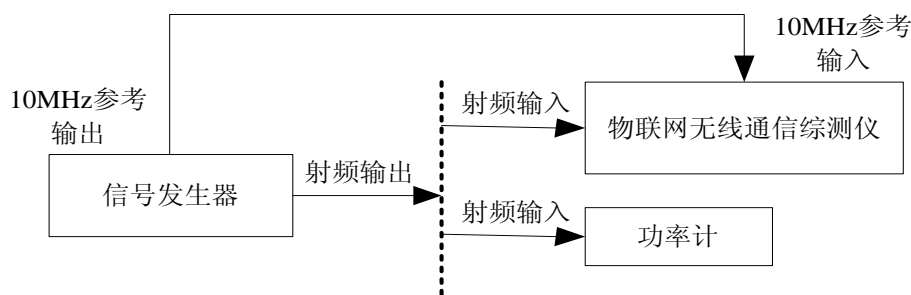 10MHz参考
输入
10MHz参考
输出
射频输入
物联网无线通信综测仪
信号发生器
射频输出
射频输入
功率计